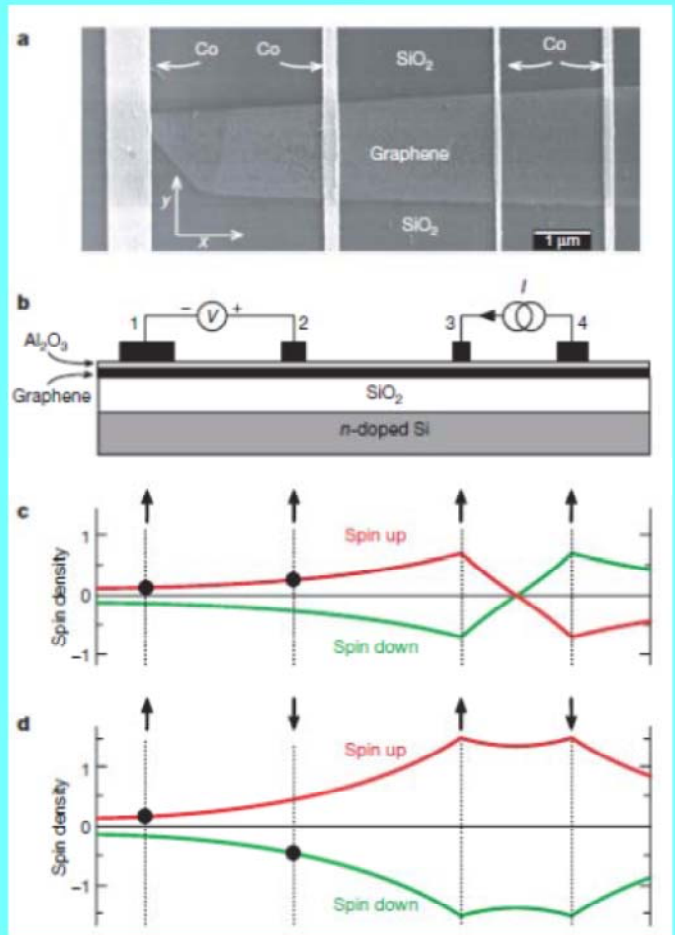 a
Co Co SiO₂ Co
Graphene
y
x
SiO₂
1 µm
b
I
1 − V + 2 3 4
Al₂O₃
Graphene
SiO₂
n-doped Si
c
Spin density
1
0
−1
Spin up
Spin down
d
Spin density
1
0
−1
Spin up
Spin down